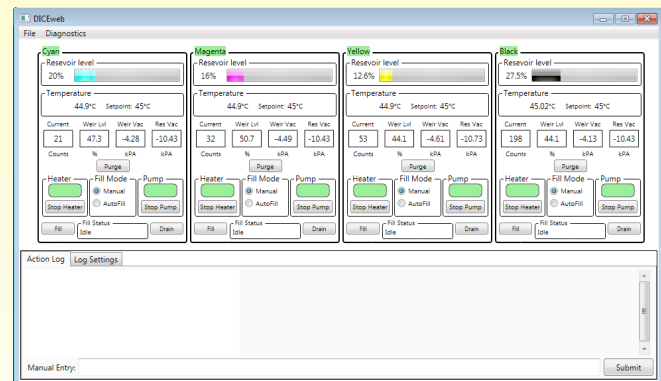 DICEweb
File Diagnostics
Cyan
Resevoir level
20%
Temperature
44.9°C Setpoint: 45°C
Current Weir Lvl Weir Vac Res Vac
21 47.3 -4.28 -10.43
Counts % kPA kPA
Purge
Heater Fill Mode Pump
Manual
AutoFill
Stop Heater Stop Pump
Fill Fill Status Idle Drain
Magenta
Resevoir level
16%
Temperature
44.9°C Setpoint: 45°C
Current Weir Lvl Weir Vac Res Vac
32 50.7 -4.49 -10.43
Counts % kPA kPA
Purge
Heater Fill Mode Pump
Manual
AutoFill
Stop Heater Stop Pump
Fill Fill Status Idle Drain
Yellow
Resevoir level
12.6%
Temperature
44.9°C Setpoint: 45°C
Current Weir Lvl Weir Vac Res Vac
53 44.1 -4.61 -10.73
Counts % kPA kPA
Purge
Heater Fill Mode Pump
Manual
AutoFill
Stop Heater Stop Pump
Fill Fill Status Idle Drain
Black
Resevoir level
27.5%
Temperature
45.02°C Setpoint: 45°C
Current Weir Lvl Weir Vac Res Vac
198 44.1 -4.13 -10.43
Counts % kPA kPA
Purge
Heater Fill Mode Pump
Manual
AutoFill
Stop Heater Stop Pump
Fill Fill Status Idle Drain
Action Log Log Settings
Manual Entry: Submit